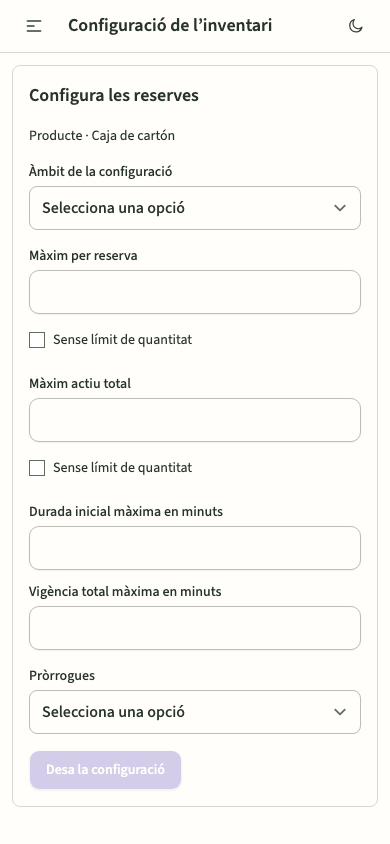 Configuració de l’inventari
Configura les reserves
Producte · Caja de cartón
Àmbit de la configuració
Selecciona una opció
Màxim per reserva
Sense límit de quantitat
Màxim actiu total
Sense límit de quantitat
Durada inicial màxima en minuts
Vigència total màxima en minuts
Pròrrogues
Selecciona una opció
Desa la configuració